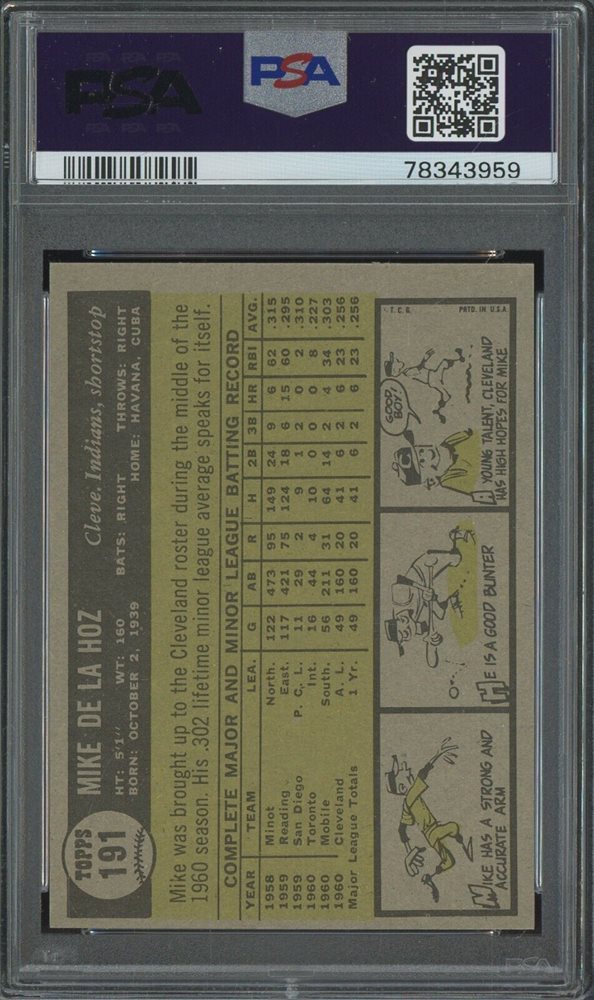 PSA
PSA
78343959
TOPPS
191
MIKE DE LA HOZ
Cleve. Indians, shortstop
HT: 5'1" WT: 160 BATS: RIGHT THROWS: RIGHT
BORN: OCTOBER 2, 1939 HOME: HAVANA, CUBA
Mike was brought up to the Cleveland roster during the middle of the
1960 season. His .302 lifetime minor league average speaks for itself.
COMPLETE MAJOR AND MINOR LEAGUE BATTING RECORD
YEAR TEAM LEA. G AB R H 2B 3B HR RBI AVG.
1958 Minot North. 122 473 95 149 24 9 6 62 .315
1959 Reading East. 117 421 75 124 18 6 15 60 .295
1959 San Diego P. C. L. 11 29 2 9 1 0 0 2 .310
1960 Toronto Int. 16 44 4 10 0 0 0 8 .227
1960 Mobile South. 56 211 31 64 14 2 4 34 .303
1960 Cleveland A. L. 49 160 20 41 6 2 6 23 .256
Major League Totals 1 Yr. 49 160 20 41 6 2 6 23 .256
MIKE HAS A STRONG AND
ACCURATE ARM
HE IS A GOOD BUNTER
T.C.G. PRTD. IN U.S.A
GOOD
BOY!
C
A YOUNG TALENT, CLEVELAND
HAS HIGH HOPES FOR MIKE